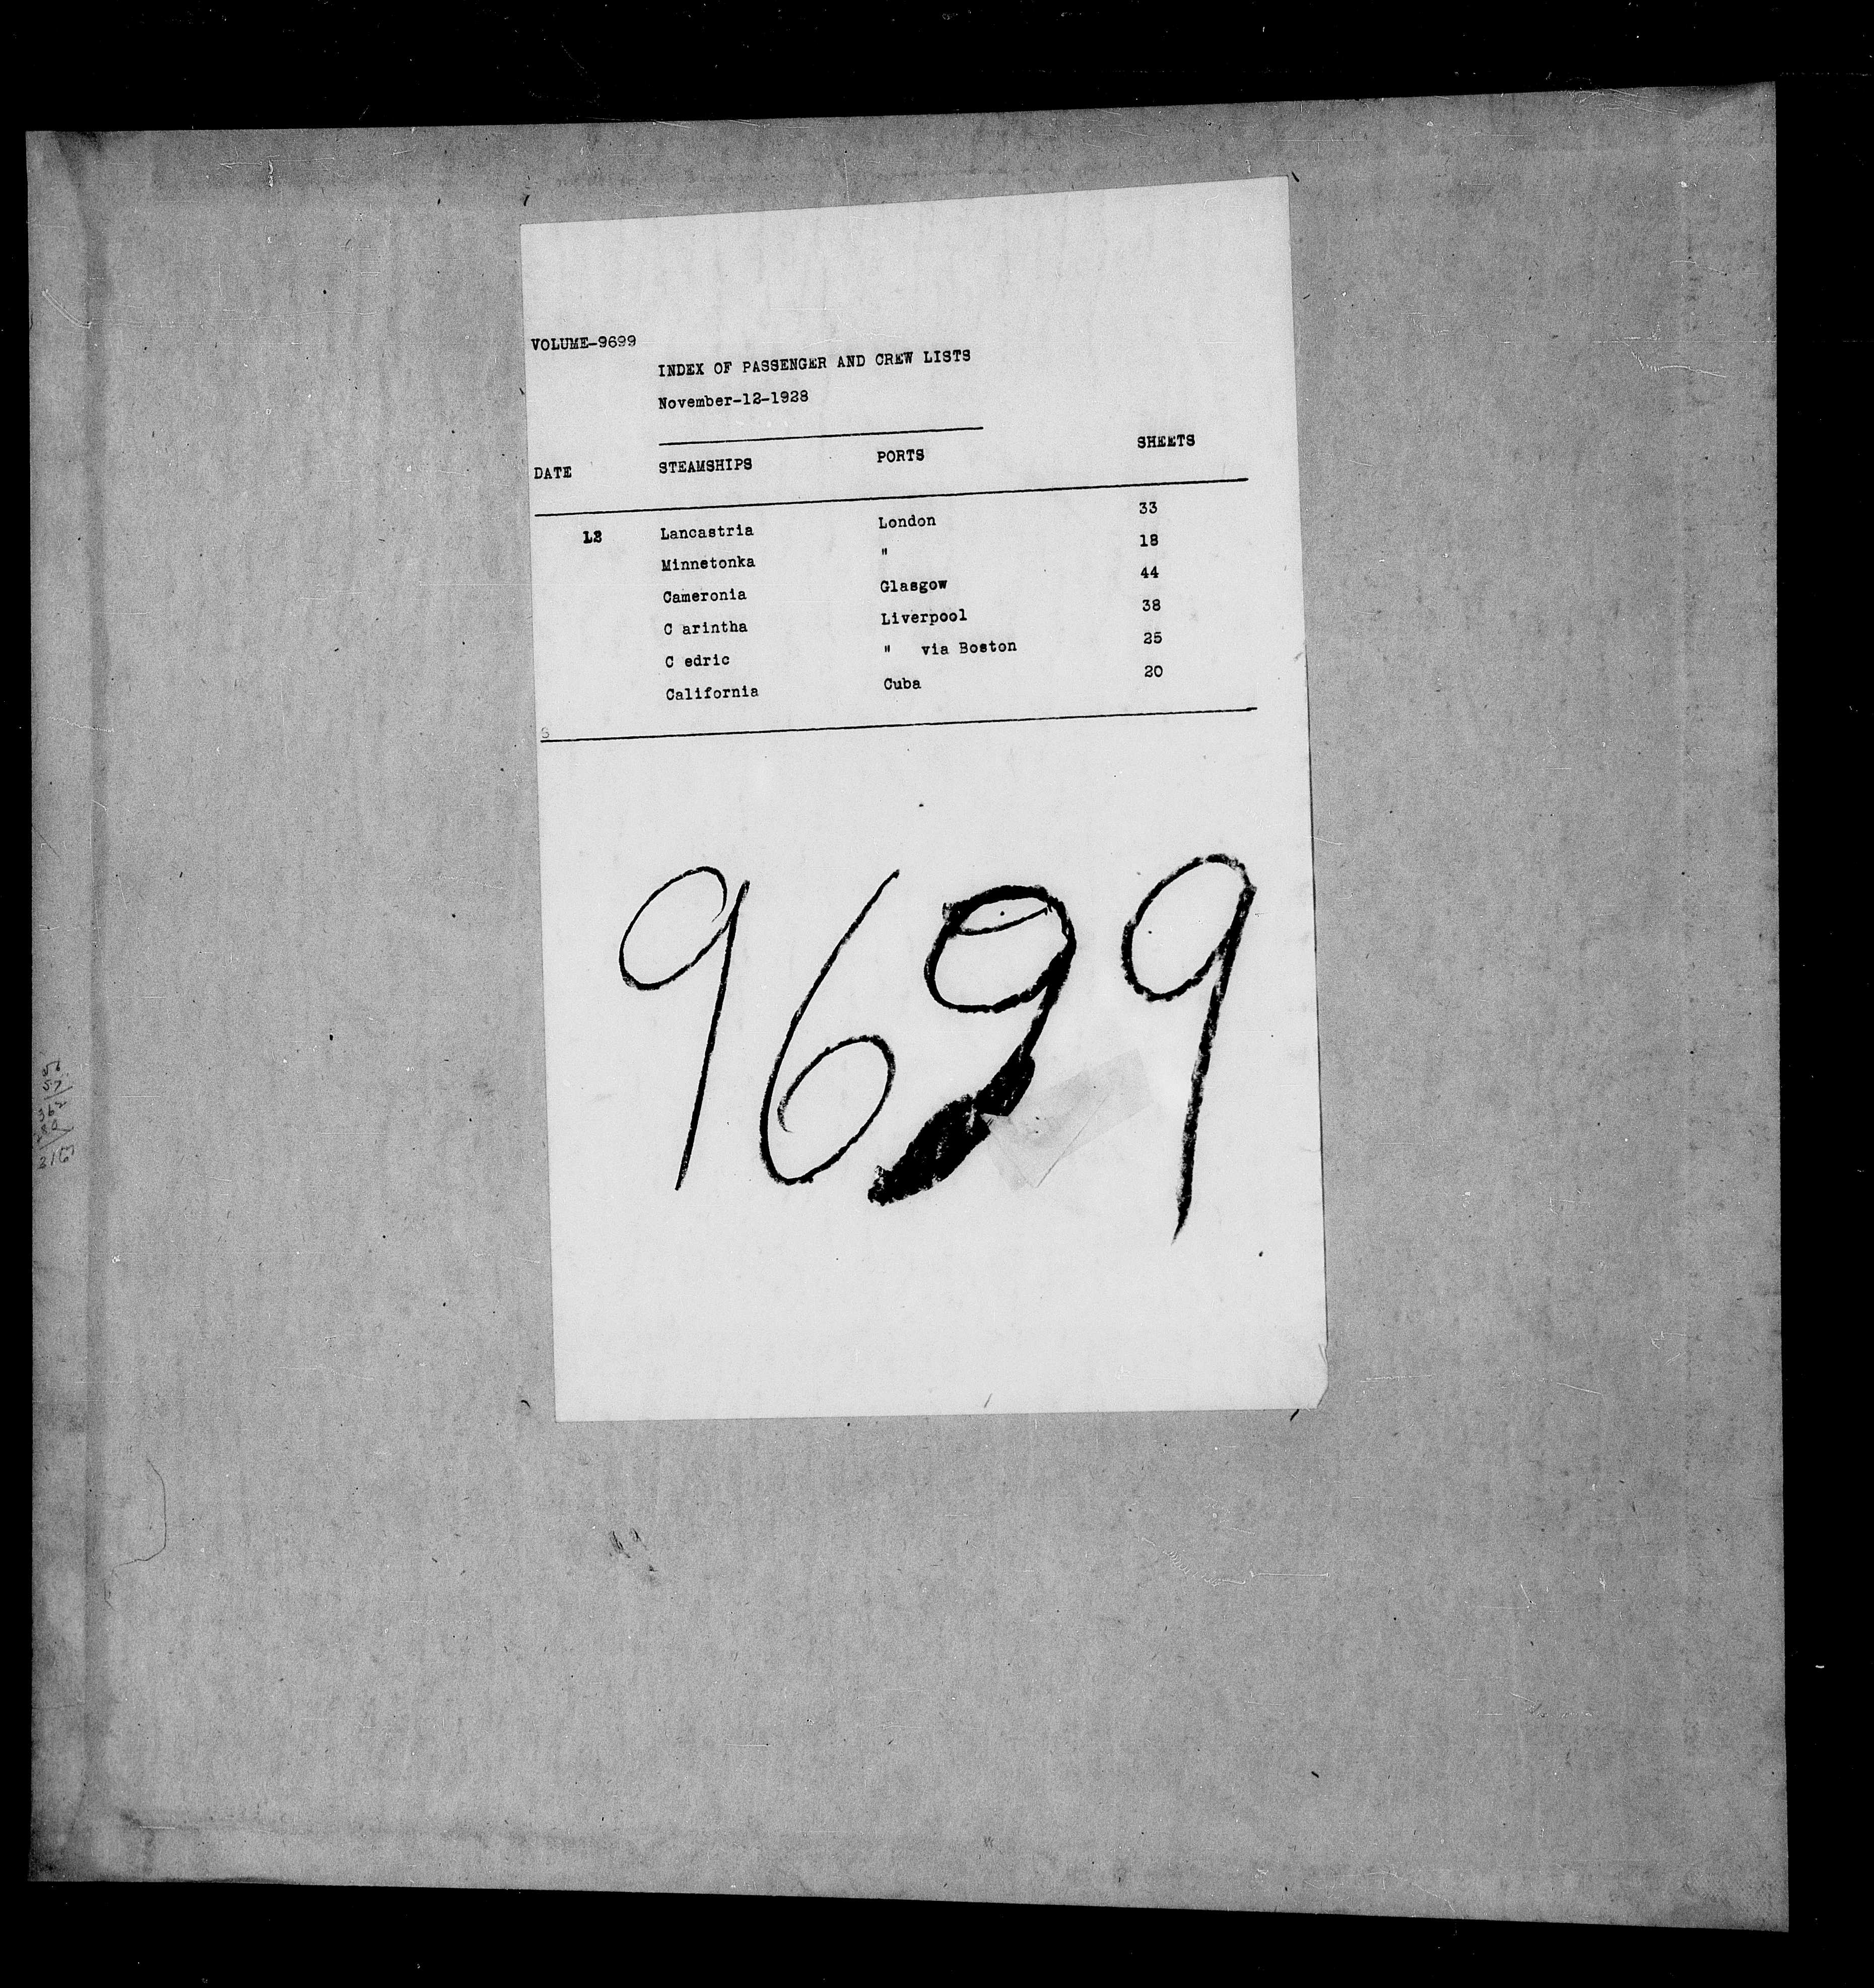 VOLUME-9699
INDEX OF PASSENGER AND CREW LISTS
November-12-1928
DATE STEAMSHIPS PORTS SHEETS
12 Lancastria London 33
Minnetonka " 18
Cameronia Glasgow 44
C arintha Liverpool 38
C edric " via Boston 25
California Cuba 20
S
9699